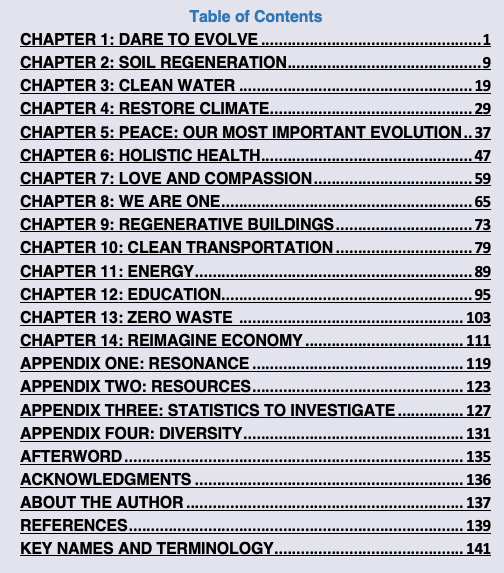 Table of Contents
CHAPTER 1: DARE TO EVOLVE ................................................1
CHAPTER 2: SOIL REGENERATION..........................................9
CHAPTER 3: CLEAN WATER ....................................................19
CHAPTER 4: RESTORE CLIMATE.............................................29
CHAPTER 5: PEACE: OUR MOST IMPORTANT EVOLUTION..37
CHAPTER 6: HOLISTIC HEALTH...............................................47
CHAPTER 7: LOVE AND COMPASSION...................................59
CHAPTER 8: WE ARE ONE........................................................65
CHAPTER 9: REGENERATIVE BUILDINGS..............................73
CHAPTER 10: CLEAN TRANSPORTATION ..............................79
CHAPTER 11: ENERGY..............................................................89
CHAPTER 12: EDUCATION........................................................95
CHAPTER 13: ZERO WASTE ...................................................103
CHAPTER 14: REIMAGINE ECONOMY ...................................111
APPENDIX ONE: RESONANCE ...............................................119
APPENDIX TWO: RESOURCES...............................................123
APPENDIX THREE: STATISTICS TO INVESTIGATE..............127
APPENDIX FOUR: DIVERSITY.................................................131
AFTERWORD ............................................................................135
ACKNOWLEDGMENTS ............................................................136
ABOUT THE AUTHOR ..............................................................137
REFERENCES...........................................................................139
KEY NAMES AND TERMINOLOGY..........................................141